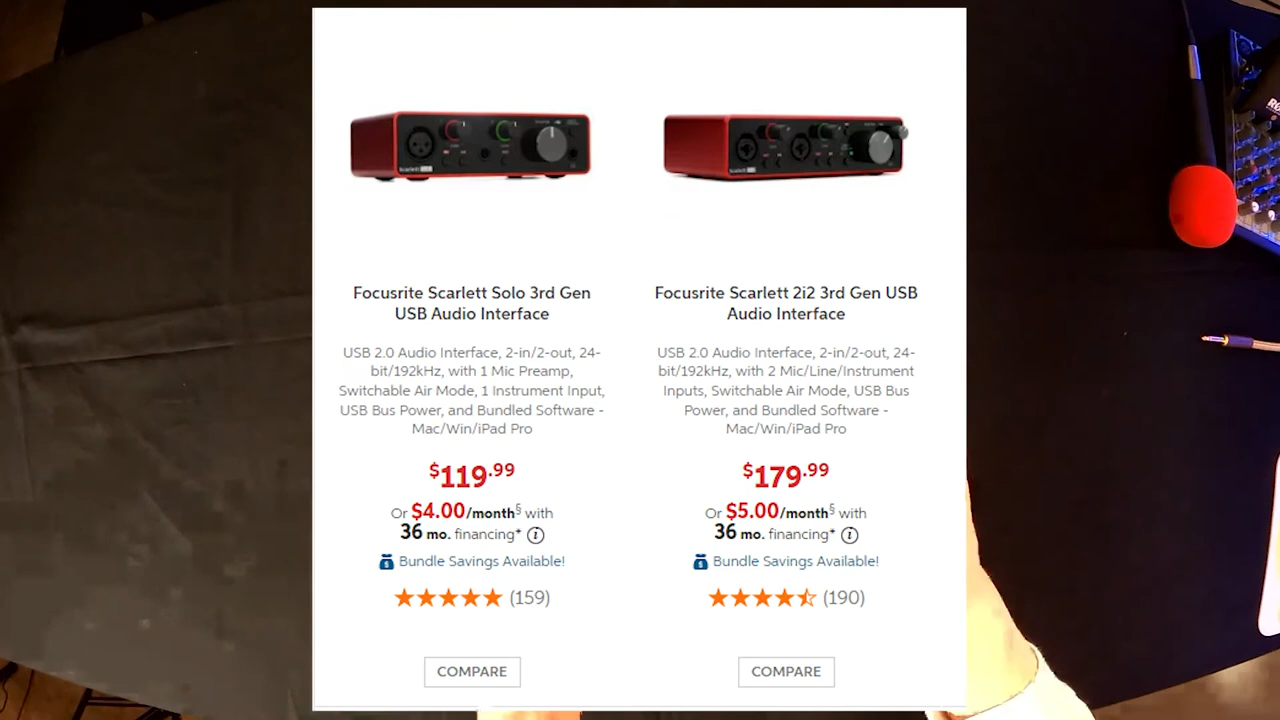 Focusrite Scarlett Solo 3rd Gen
USB Audio Interface
USB 2.0 Audio Interface, 2-in/2-out, 24-
bit/192kHz, with 1 Mic Preamp,
Switchable Air Mode, 1 Instrument Input,
USB Bus Power, and Bundled Software -
Mac/Win/iPad Pro
$119.99
Or $4.00/month§ with
36 mo. financing* i
Bundle Savings Available!
(159)
COMPARE
Focusrite Scarlett 2i2 3rd Gen USB
Audio Interface
USB 2.0 Audio Interface, 2-in/2-out, 24-
bit/192kHz, with 2 Mic/Line/Instrument
Inputs, Switchable Air Mode, USB Bus
Power, and Bundled Software -
Mac/Win/iPad Pro
$179.99
Or $5.00/month§ with
36 mo. financing* i
Bundle Savings Available!
(190)
COMPARE